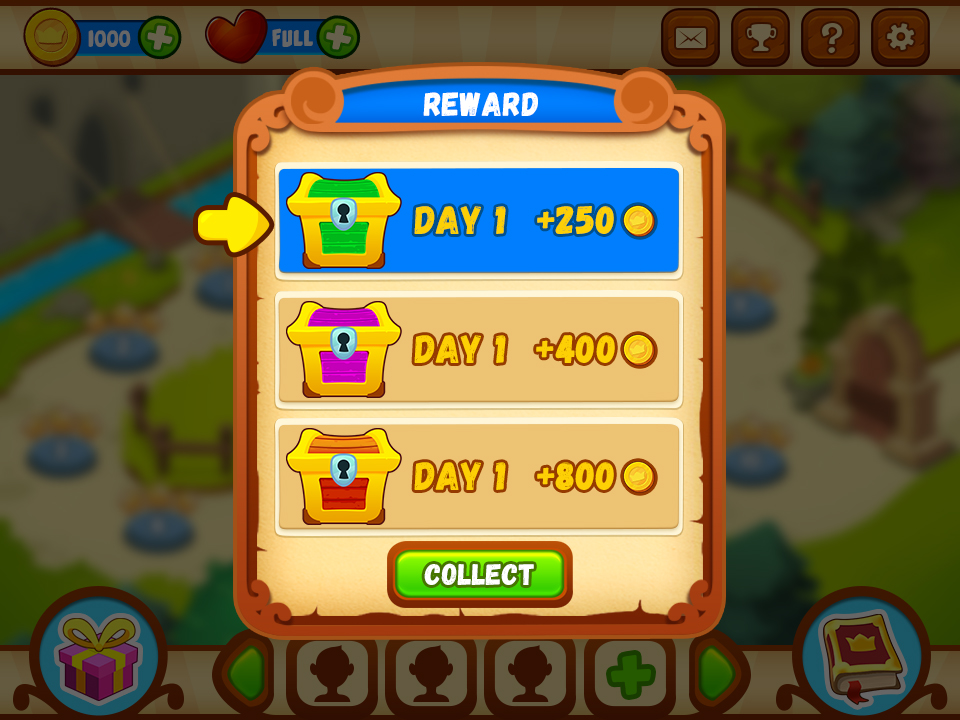 1000
FULL
REWARD
DAY 1 +250
DAY 1 +400
DAY 1 +800
COLLECT